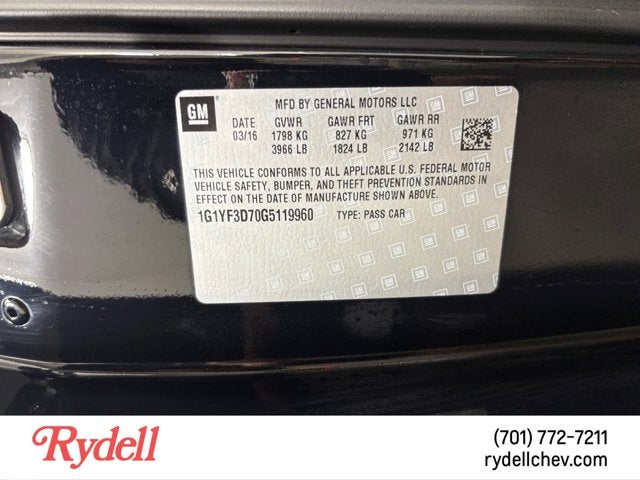 GM
MFD BY GENERAL MOTORS LLC
DATE GVWR GAWR FRT GAWR RR
03/16 1798 KG 827 KG 971 KG
3966 LB 1824 LB 2142 LB
THIS VEHICLE CONFORMS TO ALL APPLICABLE U.S. FEDERAL MOTOR
VEHICLE SAFETY, BUMPER, AND THEFT PREVENTION STANDARDS IN
EFFECT ON THE DATE OF MANUFACTURE SHOWN ABOVE.
1G1YF3D70G5119960 TYPE: PASS CAR
Rydell
(701) 772-7211
rydellchev.com